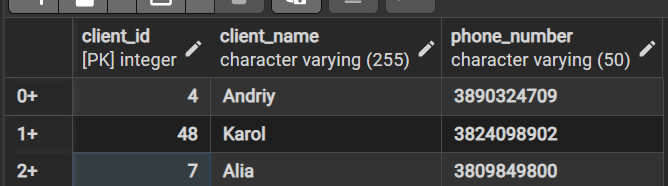 client_id client_name phone_number
[PK] integer character varying (255) character varying (50)
0+ 4 Andriy 3890324709
1+ 48 Karol 3824098902
2+ 7 Alia 3809849800